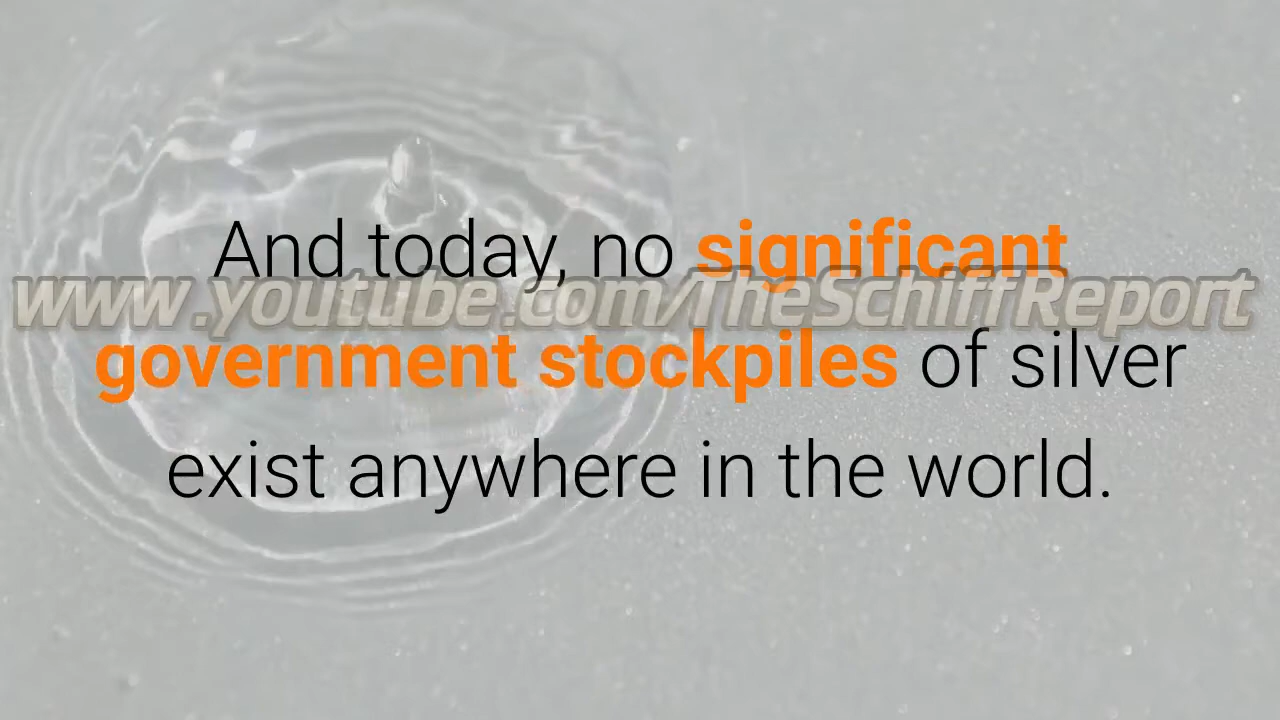 And today, no significant
www.youtube.com/TheSchiffReport
government stockpiles of silver
exist anywhere in the world.